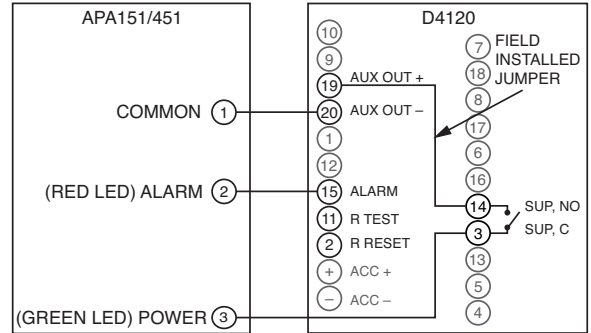 APA151/451
D4120
10
9
19 AUX OUT +
20 AUX OUT –
1
12
15 ALARM
11 R TEST
2 R RESET
+ ACC +
– ACC –
COMMON 1
(RED LED) ALARM 2
(GREEN LED) POWER 3
7
18
8
17
6
16
14 SUP, NO
3 SUP, C
13
5
4
FIELD
INSTALLED
JUMPER